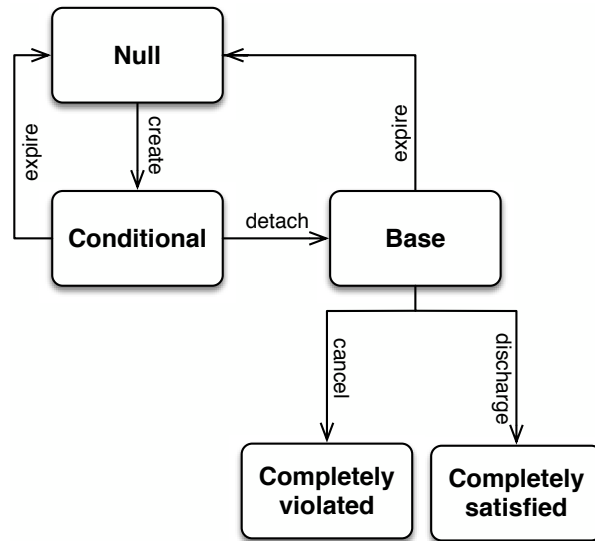 Null
create
expire
expire
Conditional
detach
Base
cancel
discharge
Completely
violated
Completely
satisfied